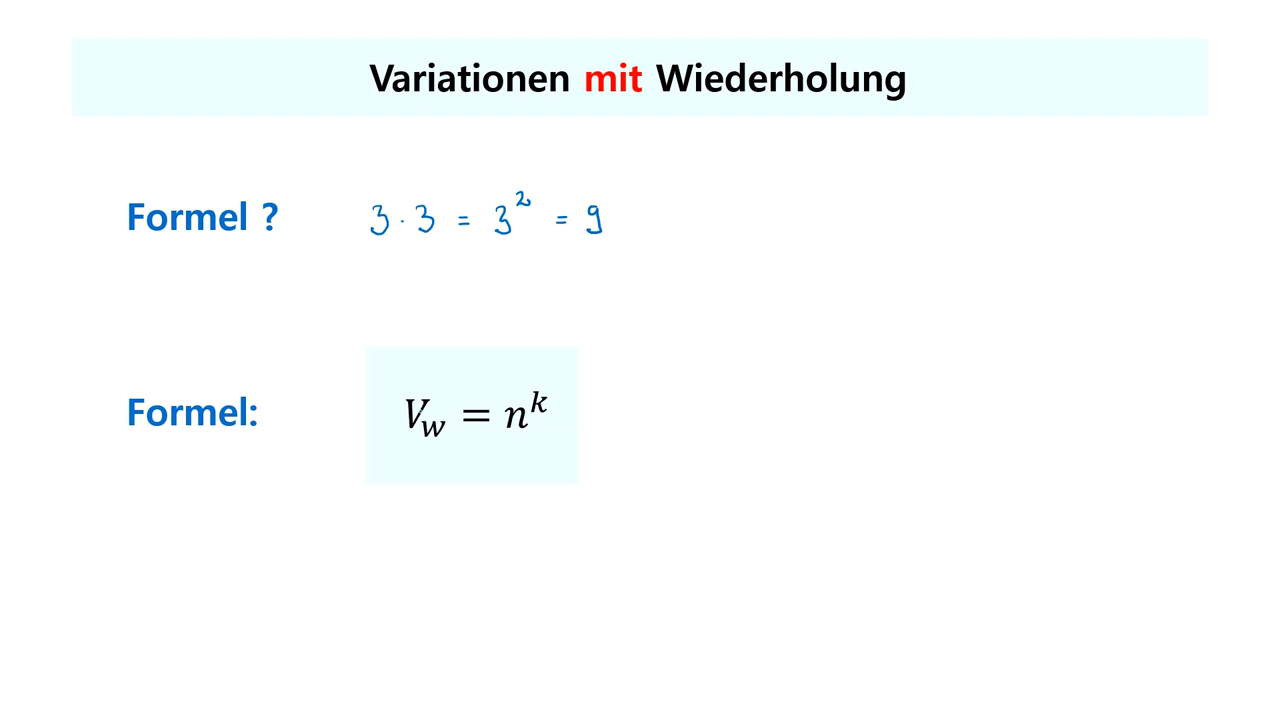 Variationen mit Wiederholung
Formel ? 3 · 3 = 3² = 9
Formel: V_w = n^k